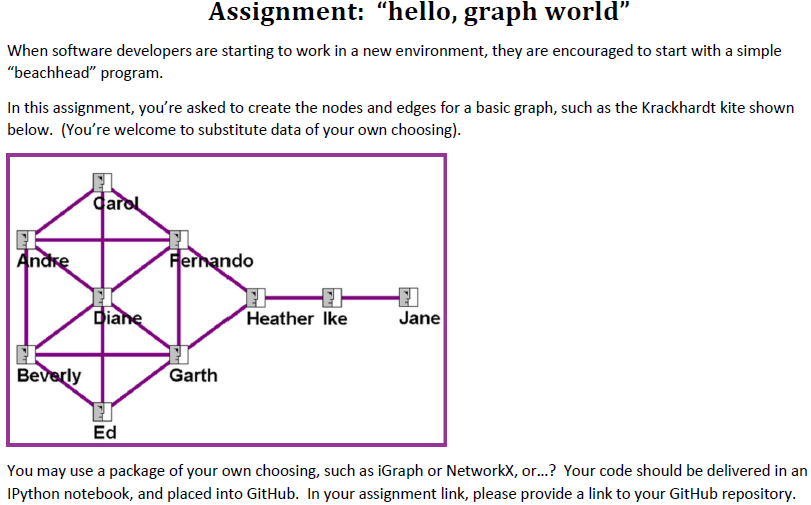 Assignment:  “hello, graph world”
When software developers are starting to work in a new environment, they are encouraged to start with a simple
“beachhead” program.
In this assignment, you’re asked to create the nodes and edges for a basic graph, such as the Krackhardt kite shown
below.  (You’re welcome to substitute data of your own choosing).
Carol
Andre
Fernando
Diane
Heather
Ike
Jane
Beverly
Garth
Ed
You may use a package of your own choosing, such as iGraph or NetworkX, or…?  Your code should be delivered in an
IPython notebook, and placed into GitHub.  In your assignment link, please provide a link to your GitHub repository.